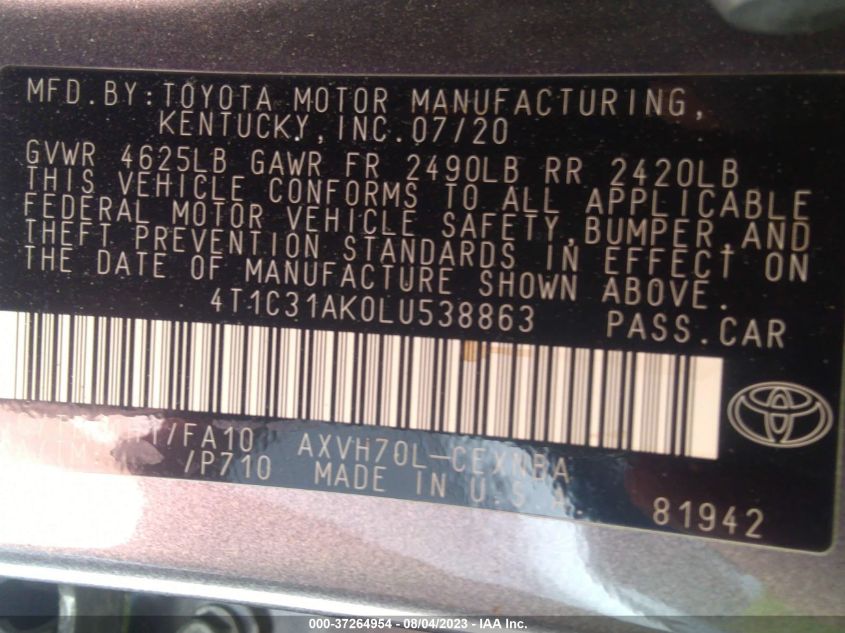 MFD.BY:TOYOTA MOTOR MANUFACTURING,
KENTUCKY,INC.07/20
GVWR 4625LB GAWR FR 2490LB RR 2420LB
THIS VEHICLE CONFORMS TO ALL APPLICABLE
FEDERAL MOTOR VEHICLE SAFETY,BUMPER,AND
THEFT PREVENTION STANDARDS IN EFFECT ON
THE DATE OF MANUFACTURE SHOWN ABOVE.
4T1C31AK0LU538863 PASS.CAR
/FA10 AXVH70L-CEXNBA
/P710 MADE IN U.S.A. 81942
000-37264954 - 08/04/2023 - IAA Inc.